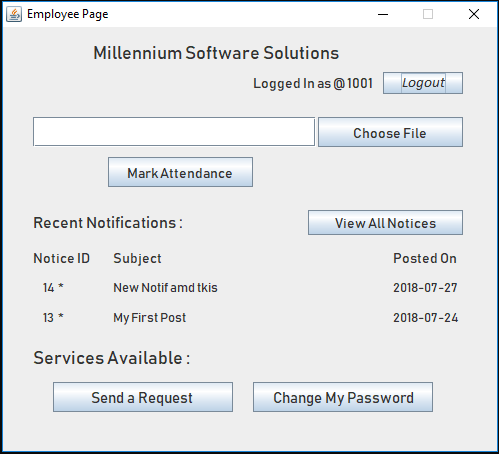 Employee Page
Millennium Software Solutions
Logged In as @1001 Logout
Choose File
Mark Attendance
Recent Notifications : View All Notices
Notice ID Subject Posted On
14 * New Notif amd tkis 2018-07-27
13 * My First Post 2018-07-24
Services Available :
Send a Request Change My Password